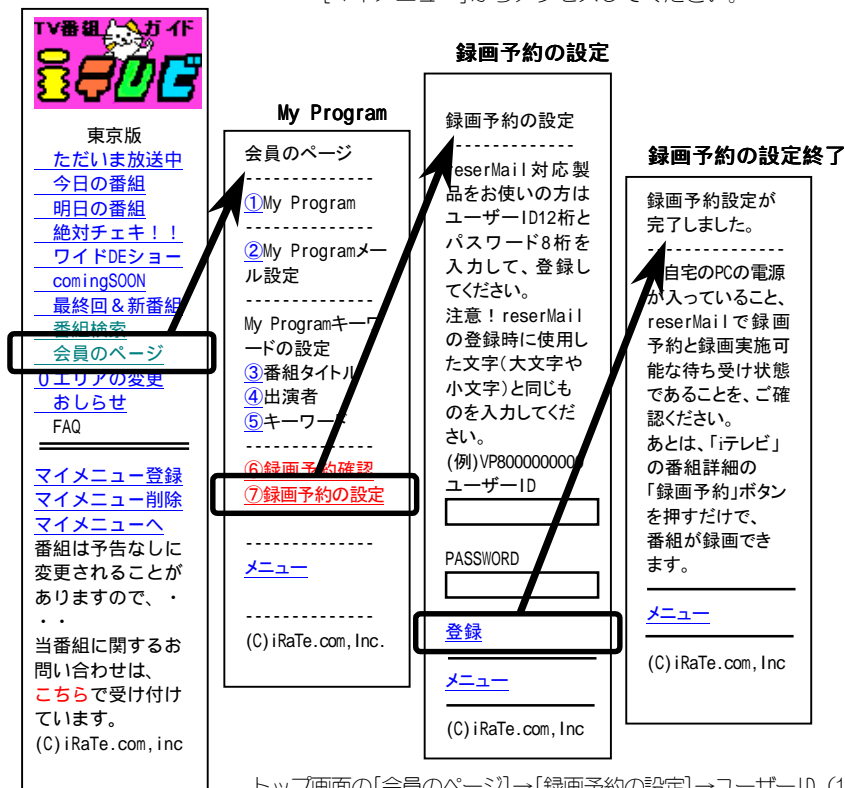 TV番組ガイド
iテレビ
東京版
ただいま放送中
今日の番組
明日の番組
絶対チェキ！！
ワイドDEショー
comingSOON
最終回＆新番組
番組検索
会員のページ
0エリアの変更
おしらせ
FAQ
マイメニュー登録
マイメニュー削除
マイメニューへ
番組は予告なしに
変更されることが
ありますので、・
・・
当番組に関するお
問い合わせは、
こちらで受け付け
ています。
(C)iRaTe.com,inc
My Program
会員のページ
--------------
①My Program
--------------
②My Programメー
ル設定
--------------
My Programキーワ
ードの設定
③番組タイトル
④出演者
⑤キーワード
--------------
⑥録画予約確認
⑦録画予約の設定
--------------
メニュー
--------------
(C)iRaTe.com,Inc.
録画予約の設定
録画予約の設定
--------------
reserMail対応製
品をお使いの方は
ユーザーID12桁と
パスワード8桁を
入力して、登録し
てください。
注意！reserMail
の登録時に使用し
た文字(大文字や
小文字)と同じも
のを入力してくだ
さい。
(例)VP8000000000
ユーザーID
PASSWORD
登録
メニュー
(C)iRaTe.com,Inc
録画予約の設定終了
録画予約設定が
完了しました。
--------------
自宅のPCの電源
が入っていること、
reserMailで録画
予約と録画実施可
能な待ち受け状態
であることを、ご確
認ください。
あとは、「iテレビ」
の番組詳細の
「録画予約」ボタン
を押すだけで、
番組が録画でき
ます。
メニュー
(C)iRaTe.com,Inc